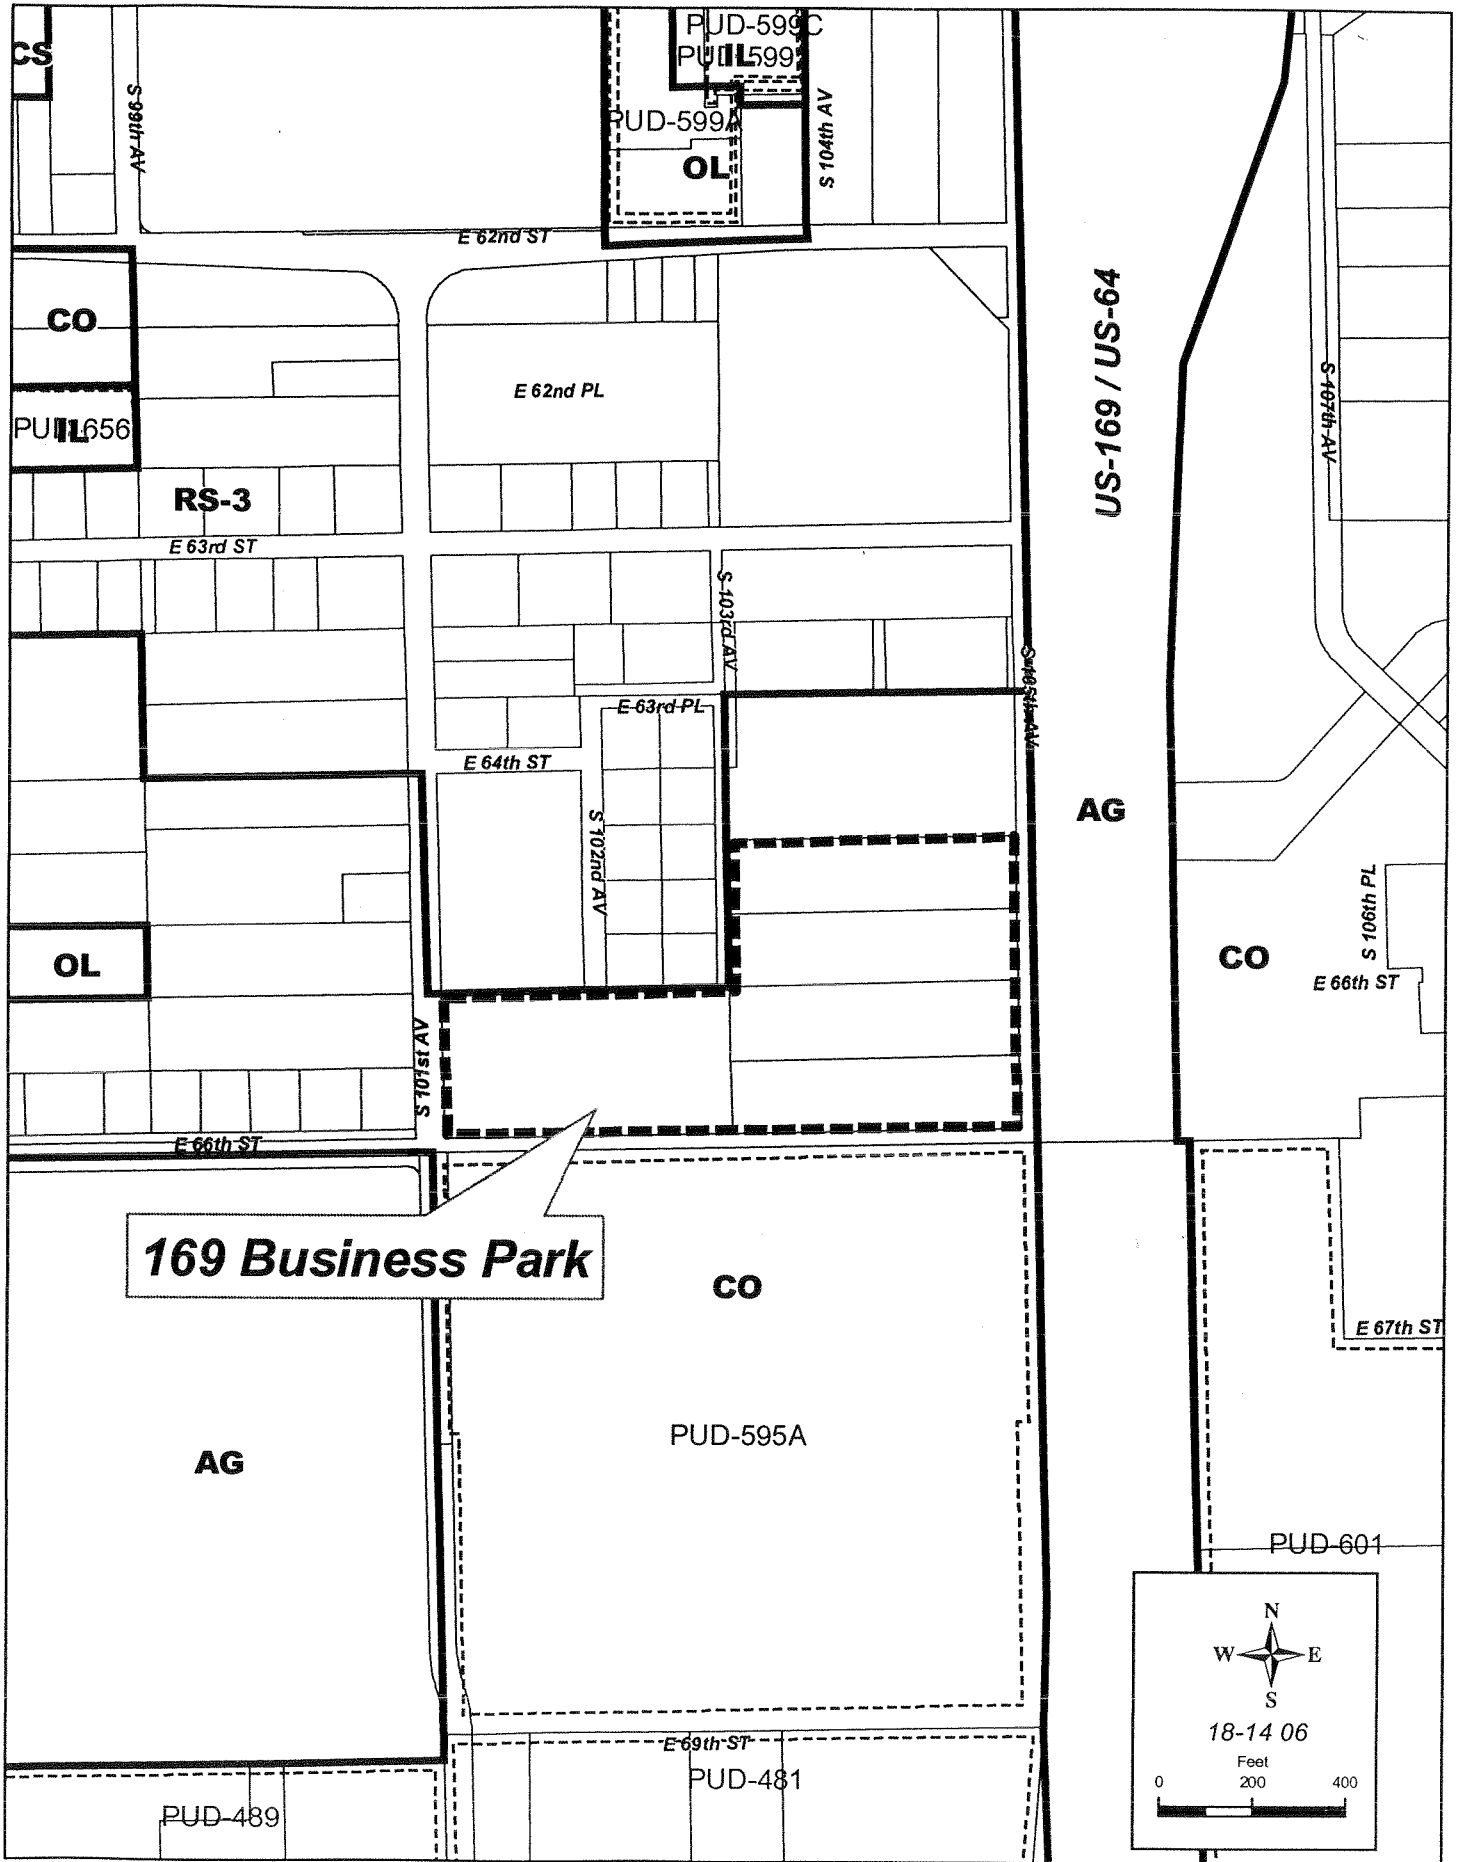 PUD-599C
CS
IL
PUD-599
S 99th AV
PUD-599A
S 104th AV
OL
E 62nd ST
CO
US-169 / US-64
E 62nd PL
S 107th AV
PUD-656
IL
RS-3
E 63rd ST
S 103rd AV
S 105th AV
E 63rd PL
E 64th ST
AG
S 102nd AV
S 106th PL
OL
CO
E 66th ST
S 101st AV
E 66th ST
169 Business Park
CO
E 67th ST
PUD-595A
AG
PUD-601
N
W E
S
18-14 06
Feet
0 200 400
E 69th ST
PUD-481
PUD-489